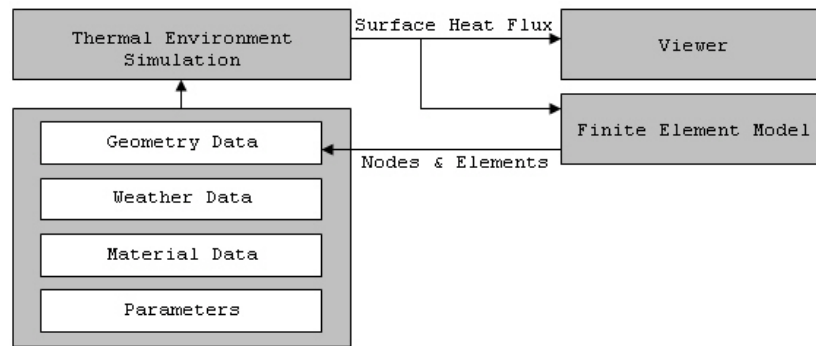 Thermal Environment
Simulation
Surface Heat Flux
Viewer
Finite Element Model
Geometry Data
Nodes & Elements
Weather Data
Material Data
Parameters